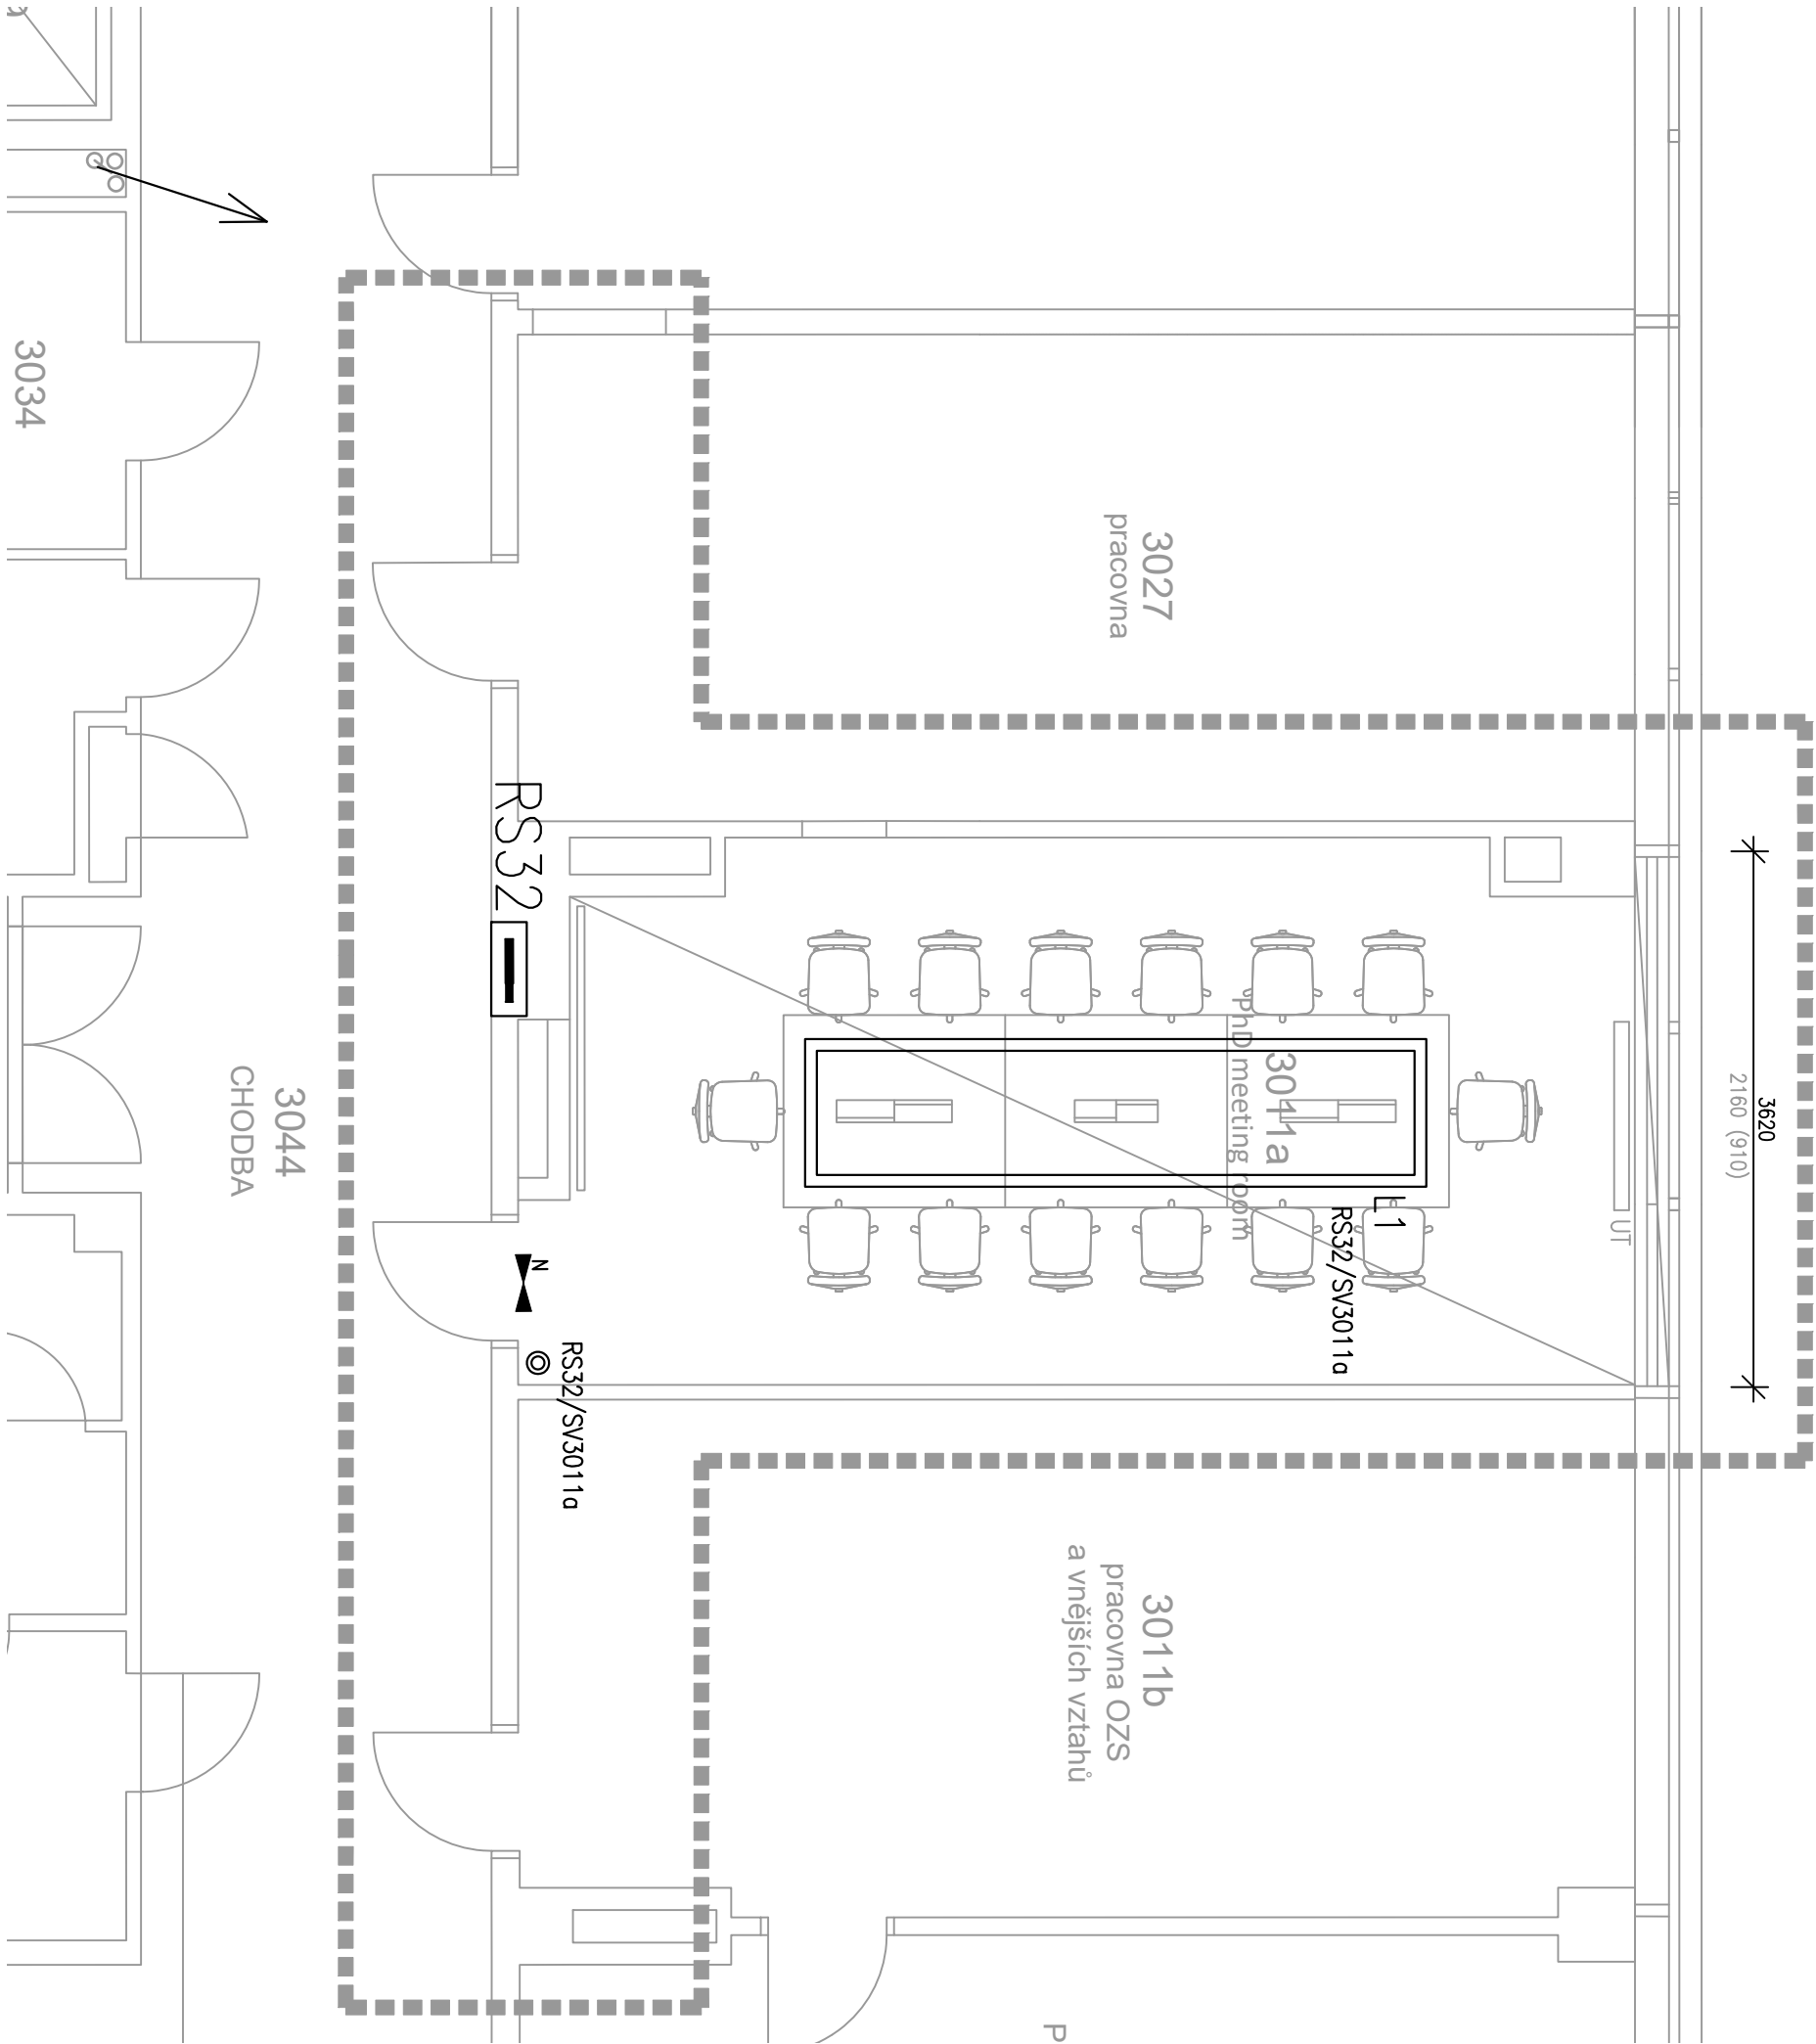 3034
3027
pracovna
RS32
3620
2160 (910)
3011a
PhD meeting room
L1
RS32/SV3011a
UT
3044
CHODBA
N
RS32/SV3011a
3011b
pracovna OZS
a vnějších vztahů
P